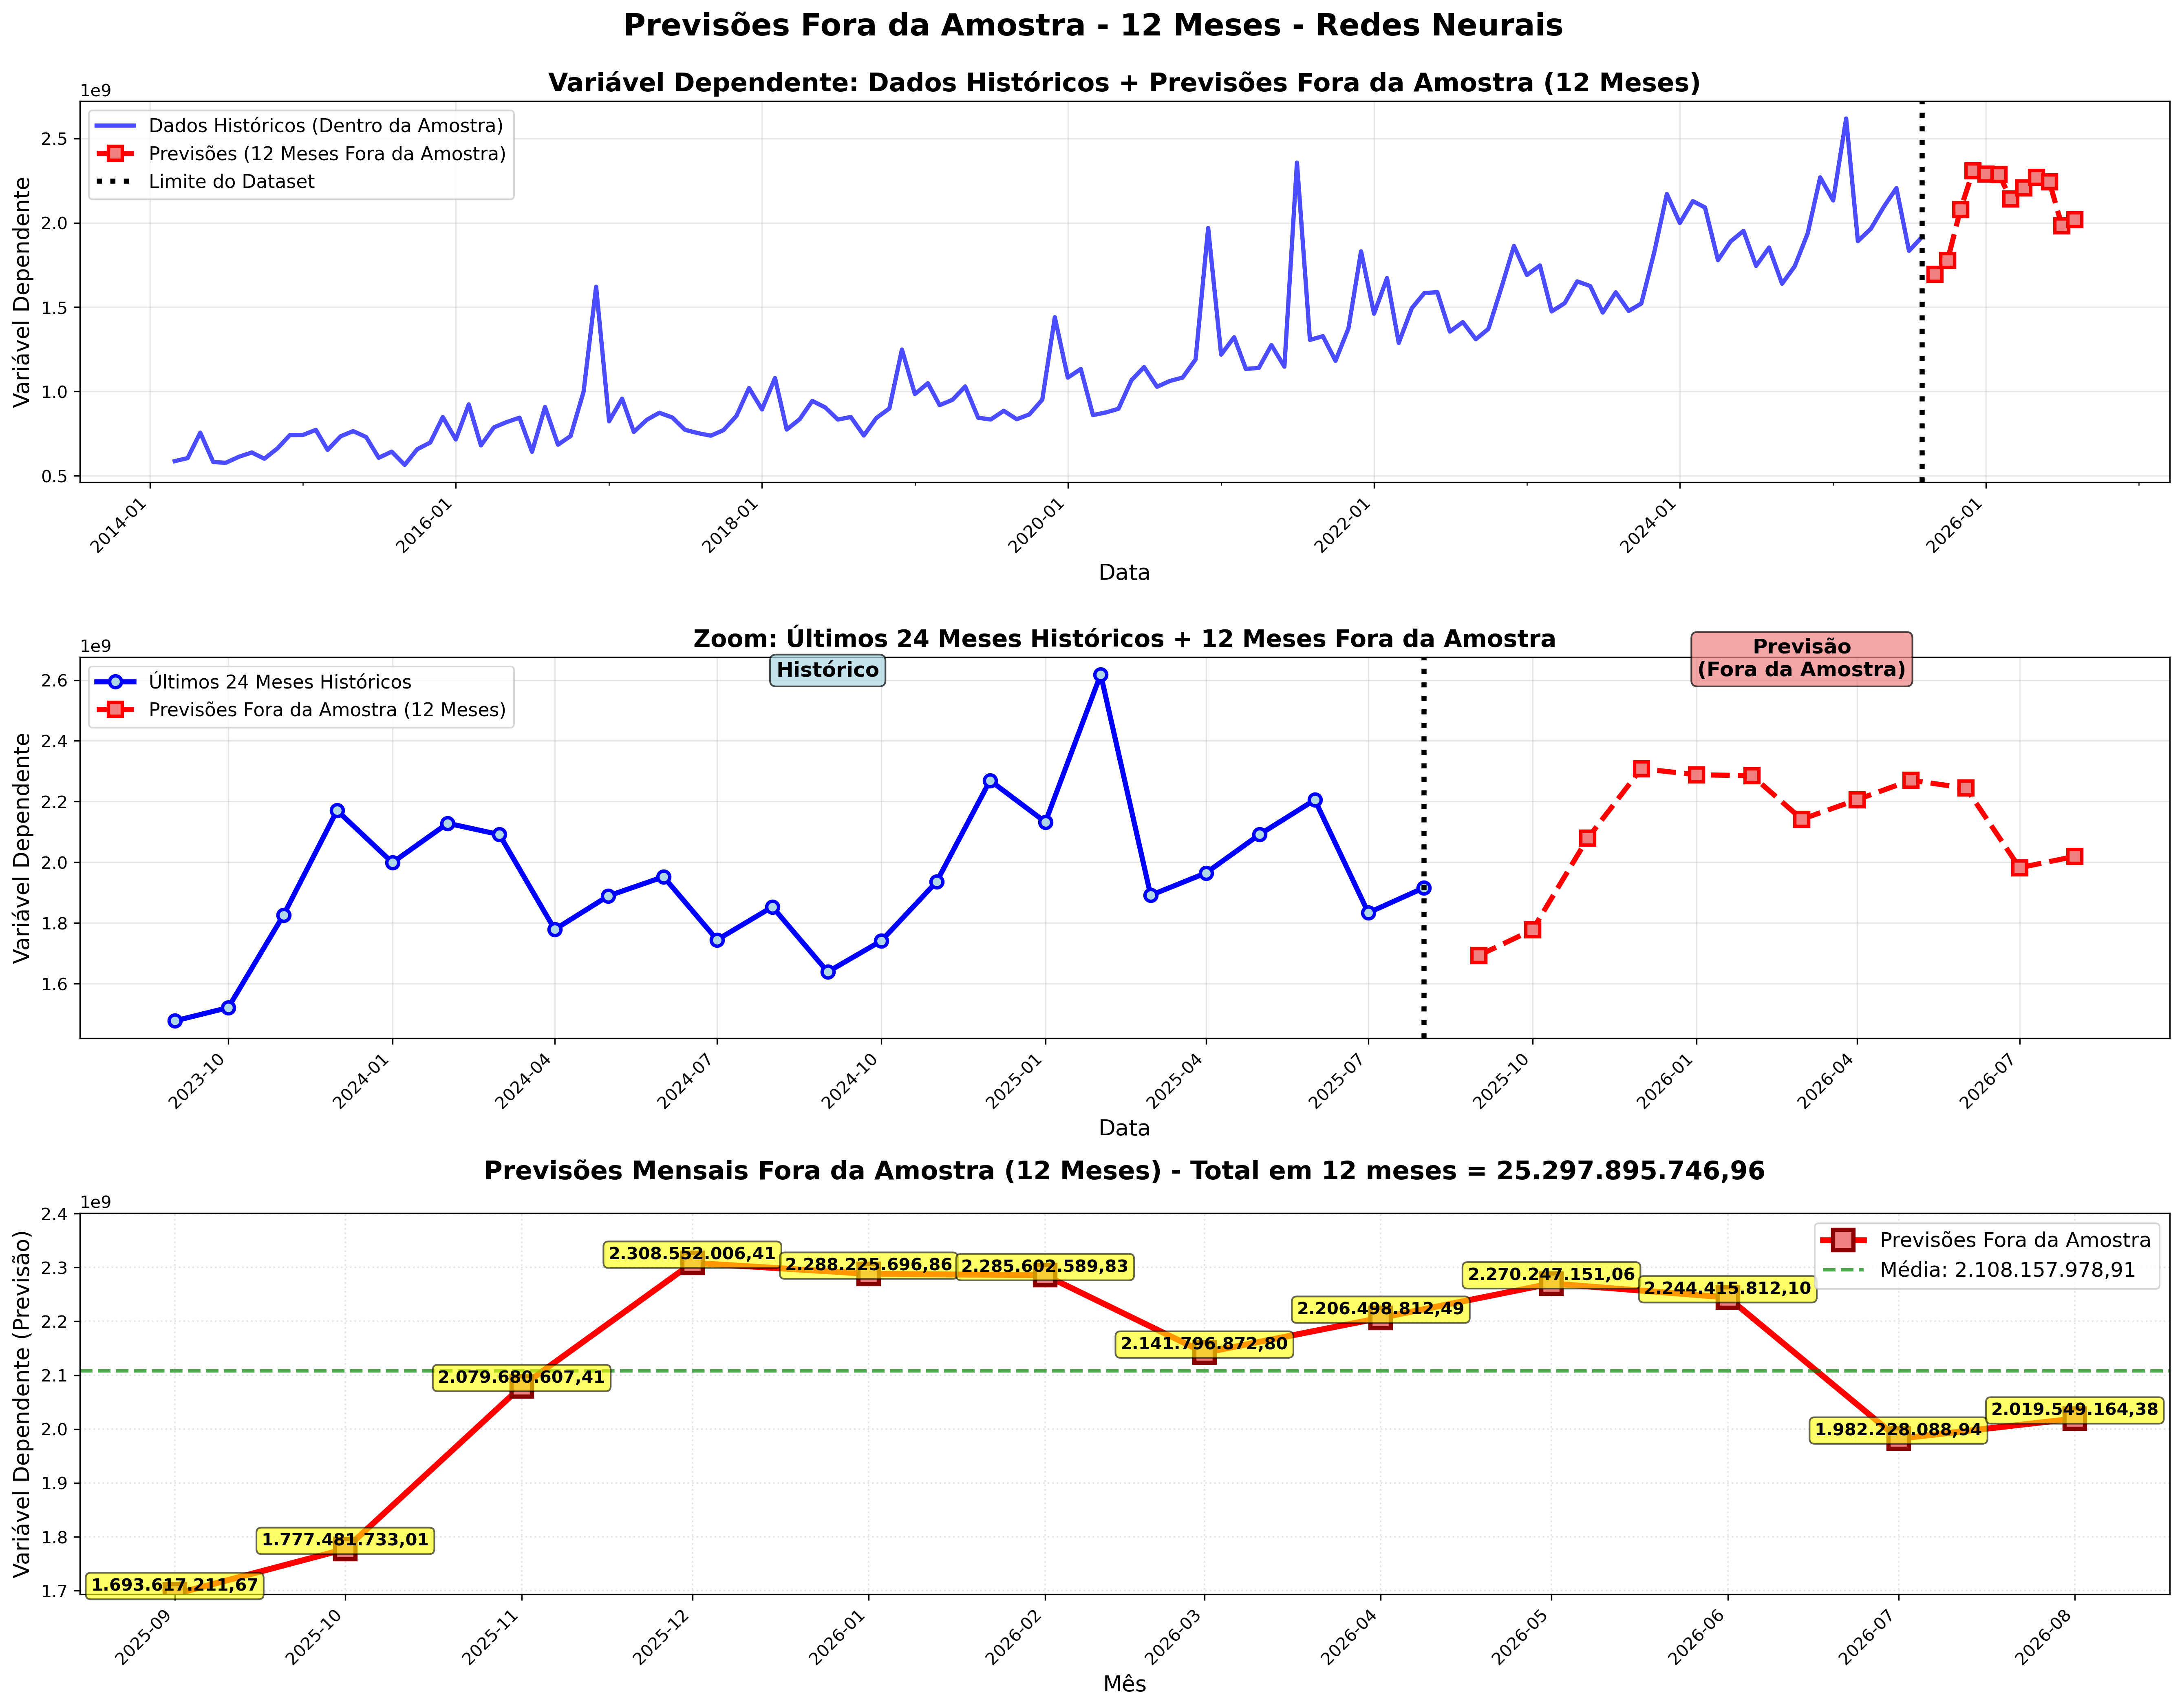 Previsões Fora da Amostra - 12 Meses - Redes Neurais
Variável Dependente: Dados Históricos + Previsões Fora da Amostra (12 Meses)
1e9
Dados Históricos (Dentro da Amostra)
Previsões (12 Meses Fora da Amostra)
Limite do Dataset
Variável Dependente
2.5
2.0
1.5
1.0
0.5
2014-01
2016-01
2018-01
2020-01
2022-01
2024-01
2026-01
Data
Zoom: Últimos 24 Meses Históricos + 12 Meses Fora da Amostra
1e9
Últimos 24 Meses Históricos
Previsões Fora da Amostra (12 Meses)
Histórico
Previsão
(Fora da Amostra)
Variável Dependente
2.6
2.4
2.2
2.0
1.8
1.6
2023-10
2024-01
2024-04
2024-07
2024-10
2025-01
2025-04
2025-07
2025-10
2026-01
2026-04
2026-07
Data
Previsões Mensais Fora da Amostra (12 Meses) - Total em 12 meses = 25.297.895.746,96
1e9
Previsões Fora da Amostra
Média: 2.108.157.978,91
Variável Dependente (Previsão)
2.4
2.3
2.2
2.1
2.0
1.9
1.8
1.7
1.693.617.211,67
1.777.481.733,01
2.079.680.607,41
2.308.552.006,41
2.288.225.696,86
2.285.602.589,83
2.141.796.872,80
2.206.498.812,49
2.270.247.151,06
2.244.415.812,10
1.982.228.088,94
2.019.549.164,38
2025-09
2025-10
2025-11
2025-12
2026-01
2026-02
2026-03
2026-04
2026-05
2026-06
2026-07
2026-08
Mês